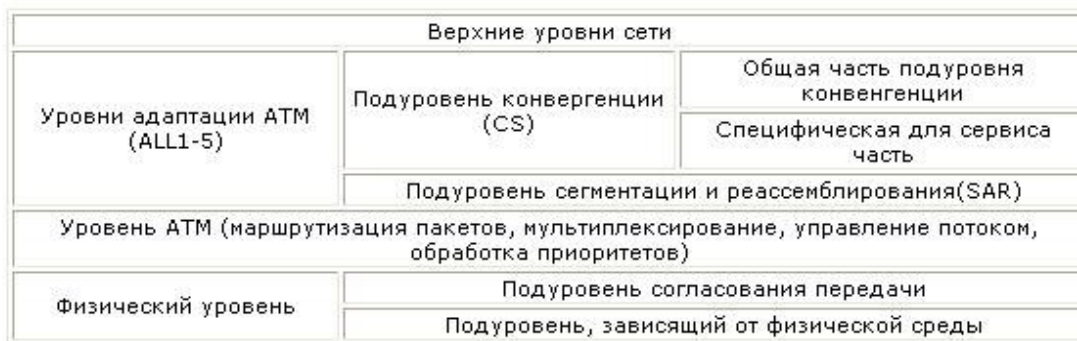 Верхние уровни сети
Уровни адаптации АТМ
(ALL1-5)
Подуровень конвергенции
(CS)
Общая часть подуровня
конвенгенции
Специфическая для сервиса
часть
Подуровень сегментации и реассемблирования(SAR)
Уровень АТМ (маршрутизация пакетов, мультиплексирование, управление потоком,
обработка приоритетов)
Физический уровень
Подуровень согласования передачи
Подуровень, зависящий от физической среды